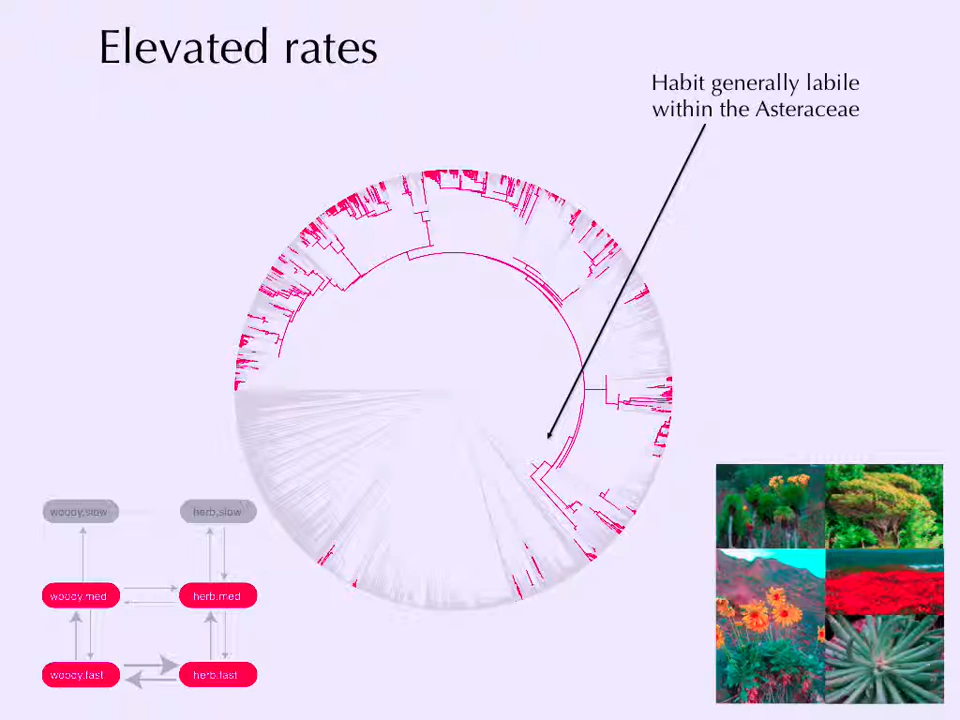 Elevated rates
Habit generally labile
within the Asteraceae
woody,slow
herb,slow
woody,med
herb,med
woody,fast
herb,fast